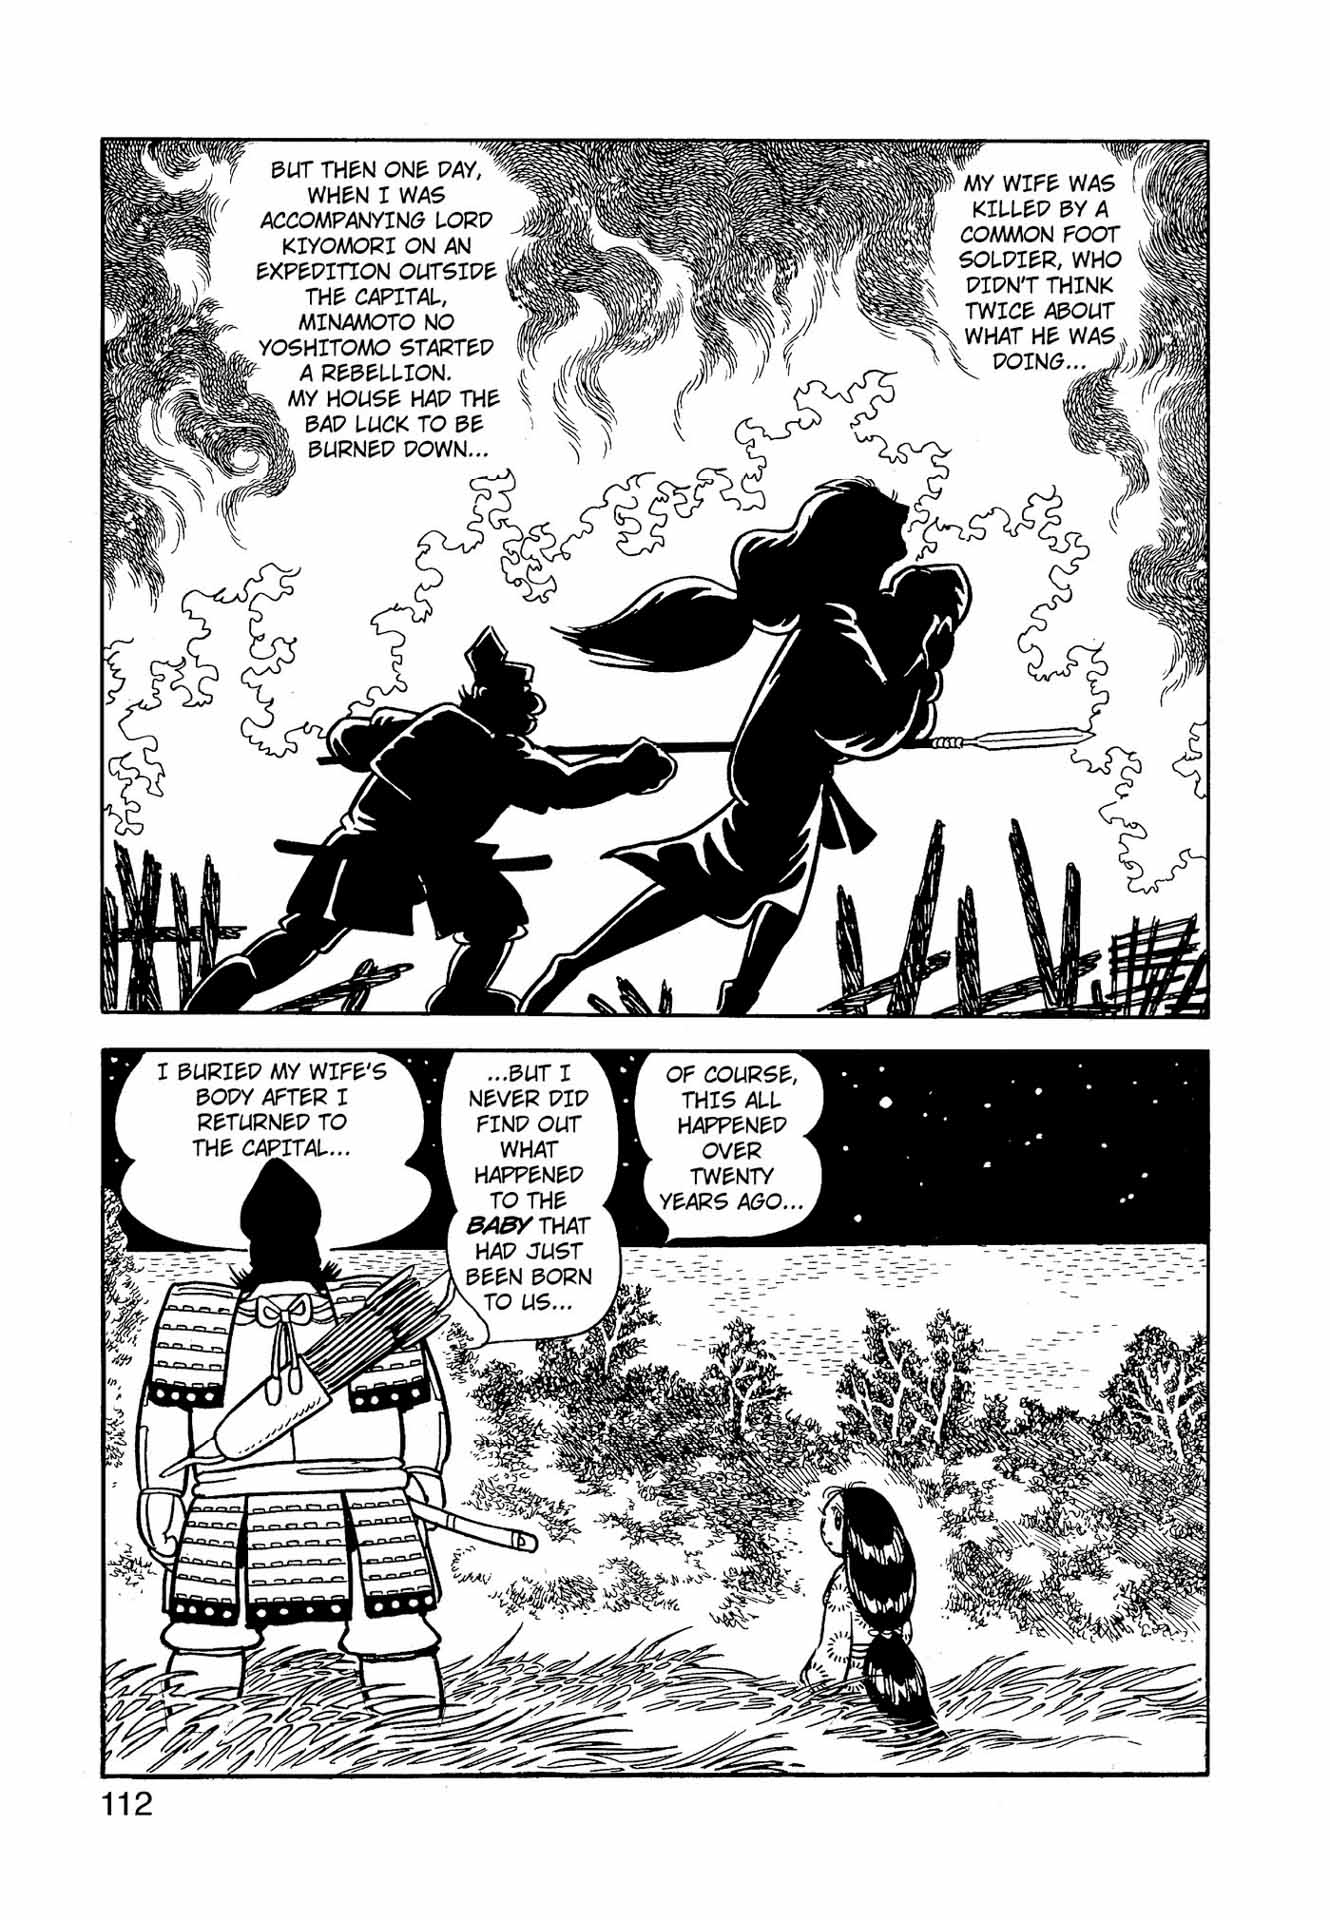 BUT THEN ONE DAY,
WHEN I WAS
ACCOMPANYING LORD
KIYOMORI ON AN
EXPEDITION OUTSIDE
THE CAPITAL,
MINAMOTO NO
YOSHITOMO STARTED
A REBELLION.
MY HOUSE HAD THE
BAD LUCK TO BE
BURNED DOWN...
MY WIFE WAS
KILLED BY A
COMMON FOOT
SOLDIER, WHO
DIDN'T THINK
TWICE ABOUT
WHAT HE WAS
DOING...
I BURIED MY WIFE'S
BODY AFTER I
RETURNED TO
THE CAPITAL...
...BUT I
NEVER DID
FIND OUT
WHAT
HAPPENED
TO THE
BABY THAT
HAD JUST
BEEN BORN
TO US...
OF COURSE,
THIS ALL
HAPPENED
OVER
TWENTY
YEARS AGO...
112